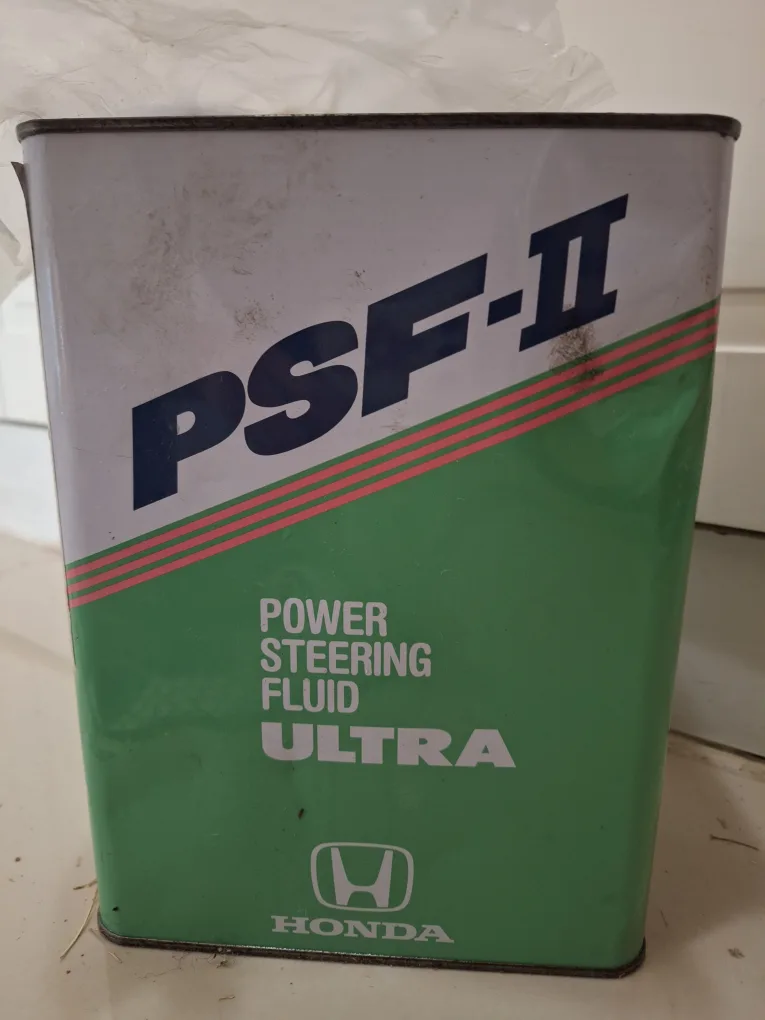 PSF-II
POWER
STEERING
FLUID
ULTRA
HONDA